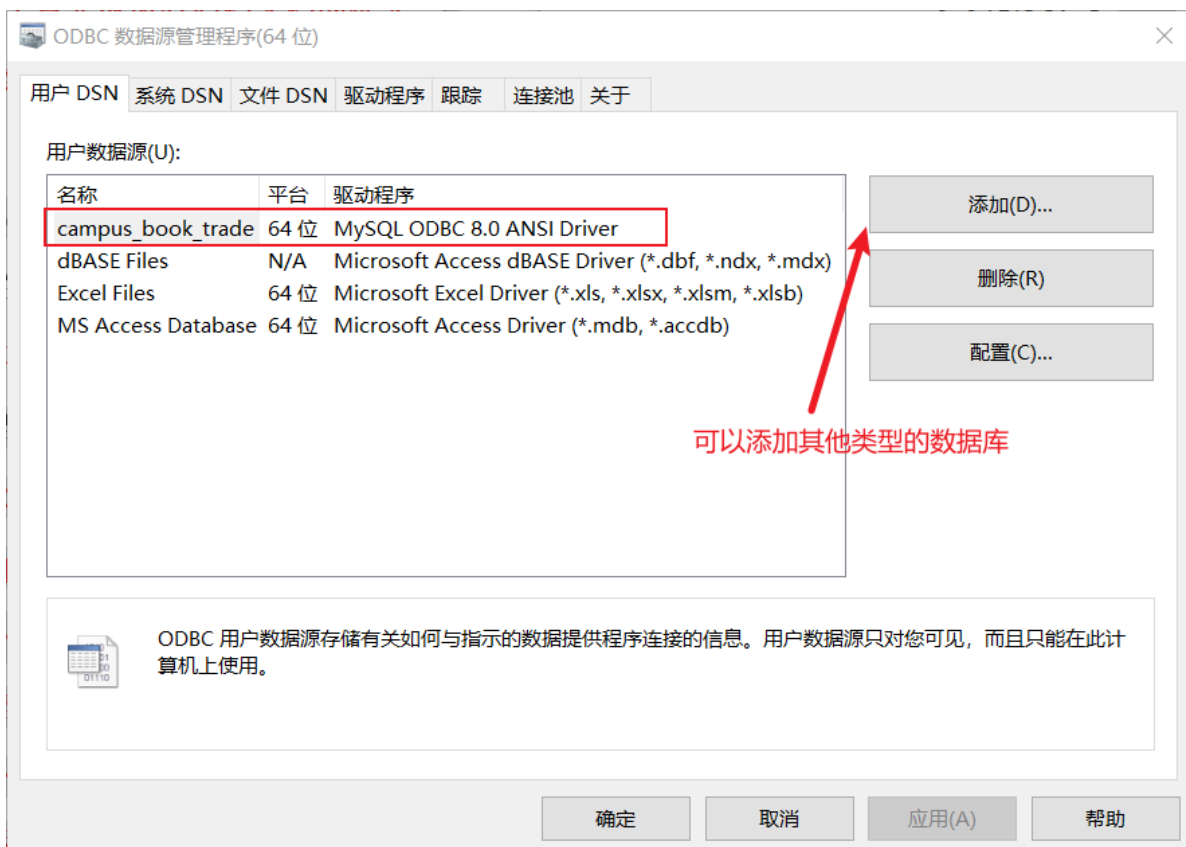 ODBC 数据源管理程序(64 位)
用户 DSN 系统 DSN 文件 DSN 驱动程序 跟踪 连接池 关于
用户数据源(U):
名称 平台 驱动程序
campus_book_trade 64 位 MySQL ODBC 8.0 ANSI Driver
dBASE Files N/A Microsoft Access dBASE Driver (*.dbf, *.ndx, *.mdx)
Excel Files 64 位 Microsoft Excel Driver (*.xls, *.xlsx, *.xlsm, *.xlsb)
MS Access Database 64 位 Microsoft Access Driver (*.mdb, *.accdb)
添加(D)...
删除(R)
配置(C)...
可以添加其他类型的数据库
ODBC 用户数据源存储有关如何与指示的数据提供程序连接的信息。用户数据源只对您可见，而且只能在此计
算机上使用。
确定 取消 应用(A) 帮助